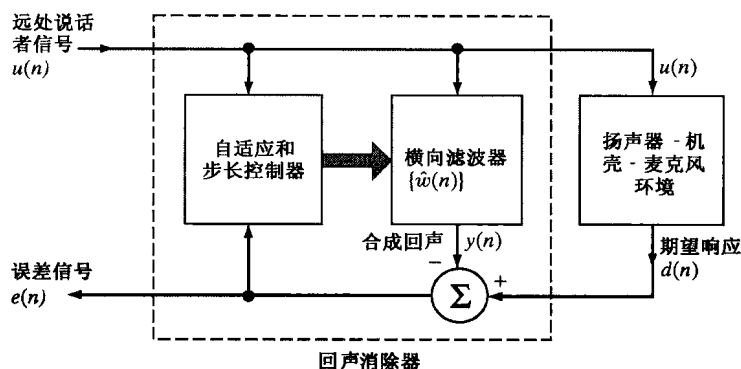 远处说话
者信号
u(n)
u(n)
自适应和
步长控制器
横向滤波器
{ŵ(n)}
扬声器 - 机
壳 - 麦克风
环境
合成回声
y(n)
−
+
Σ
期望响应
d(n)
误差信号
e(n)
回声消除器